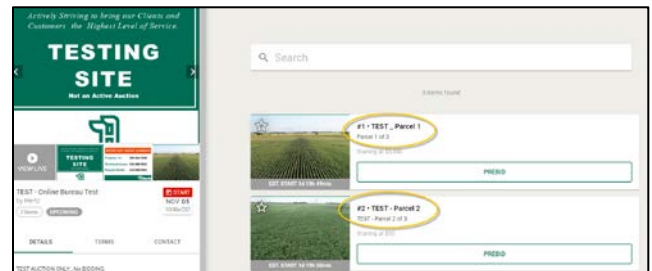 Actively Striving to bring our Clients and
Customers the Highest Level of Service.
TESTING
SITE
Not an Active Auction
VIEW LIVE
TESTING
SITE
TEST - Online Bureau Test
START
NOV 05
3 items
UPCOMING
DETAILS
TERMS
CONTACT
TEST AUCTION ONLY...No BIDDING
Search
3 items found
#1 • TEST _ Parcel 1
Parcel 1 of 3
PREBID
#2 • TEST - Parcel 2
TEST - Parcel 2 of 3
PREBID